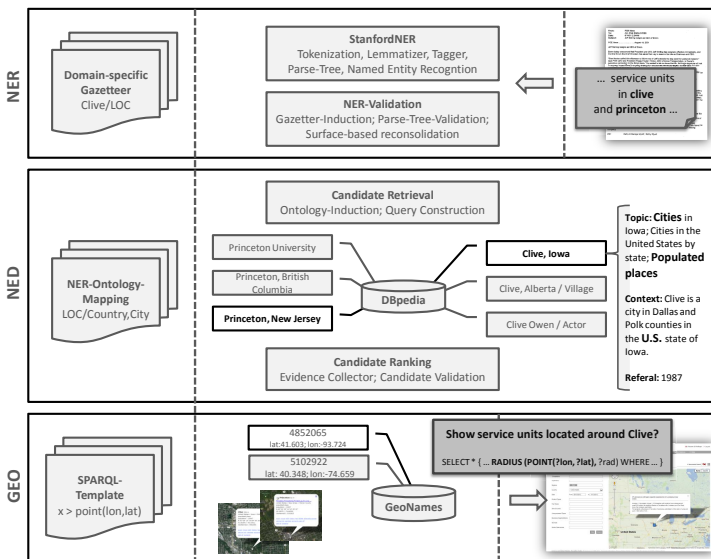 NER
Domain-specific
Gazetteer
Clive/LOC
StanfordNER
Tokenization, Lemmatizer, Tagger,
Parse-Tree, Named Entity Recogntion
NER-Validation
Gazetter-Induction; Parse-Tree-Validation;
Surface-based reconsolidation
... service units
in clive
and princeton ...
NED
NER-Ontology-
Mapping
LOC/Country,City
Candidate Retrieval
Ontology-Induction; Query Construction
Princeton University
Princeton, British
Columbia
Princeton, New Jersey
DBpedia
Clive, Iowa
Clive, Alberta / Village
Clive Owen / Actor
Candidate Ranking
Evidence Collector; Candidate Validation
Topic: Cities in
Iowa; Cities in the
United States by
state; Populated
places
Context: Clive is a
city in Dallas and
Polk counties in
the U.S. state of
Iowa.
Referal: 1987
GEO
SPARQL-
Template
x > point(lon,lat)
4852065
lat:41.603; lon:-93.724
5102922
lat: 40.348; lon:-74.659
GeoNames
Show service units located around Clive?
SELECT * { ... RADIUS (POINT(?lon, ?lat), ?rad) WHERE ... }